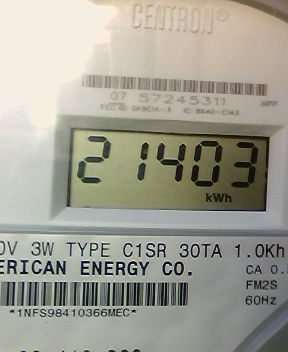 CENTRON®
07 57245311
21403
kWh
0V 3W TYPE C1SR 30TA 1.0Kh
ERICAN ENERGY CO.
CA 0.
FM2S
60Hz
*1NFS98410366MEC*